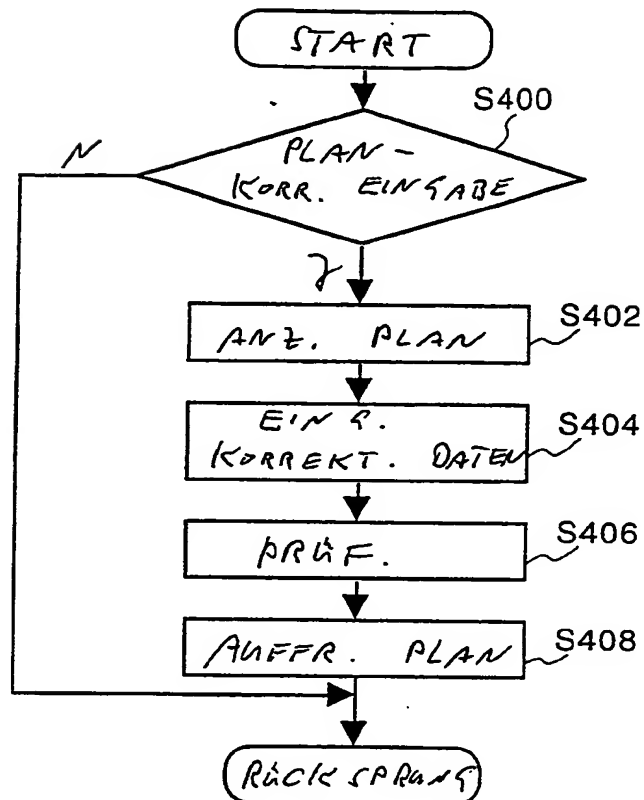 START
S400
N
PLAN-
KORR. EINGABE
J
S402
ANZ. PLAN
EING.
S404
KORREKT. DATEN
S406
PRÜF.
S408
AUFFR. PLAN
RÜCKSPRUNG